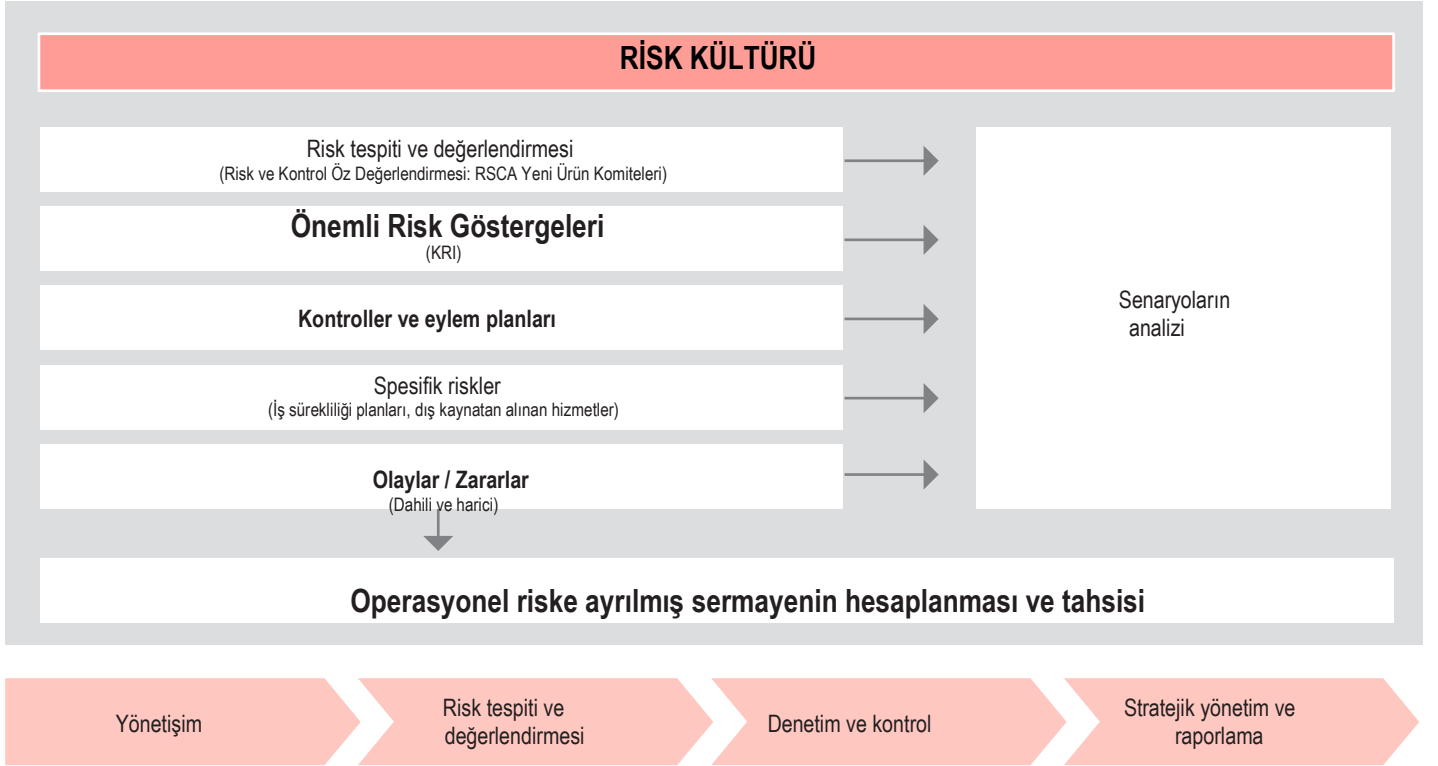 RİSK KÜLTÜRÜ
Risk tespiti ve değerlendirmesi
(Risk ve Kontrol Öz Değerlendirmesi: RSCA Yeni Ürün Komiteleri)
Önemli Risk Göstergeleri
(KRI)
Kontroller ve eylem planları
Spesifik riskler
(İş sürekliliği planları, dış kaynatan alınan hizmetler)
Olaylar / Zararlar
(Dahili ve harici)
Senaryoların
analizi
Operasyonel riske ayrılmış sermayenin hesaplanması ve tahsisi
Yönetişim
Risk tespiti ve
değerlendirmesi
Denetim ve kontrol
Stratejik yönetim ve
raporlama